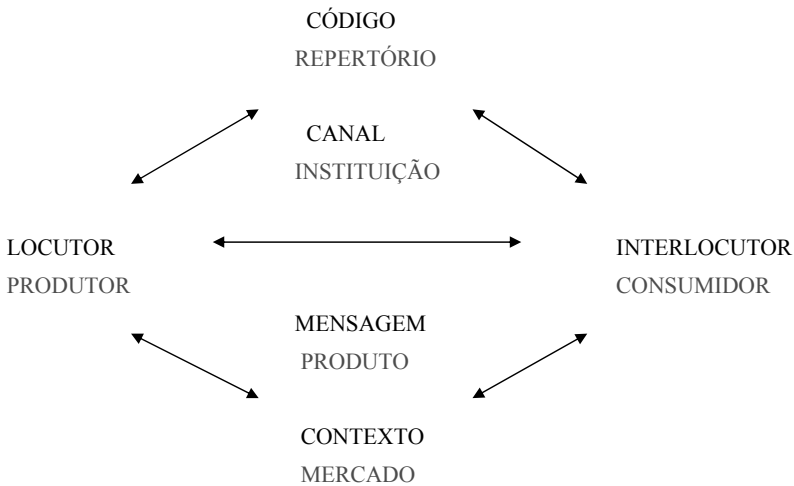 CÓDIGO
REPERTÓRIO
CANAL
INSTITUIÇÃO
LOCUTOR
PRODUTOR
INTERLOCUTOR
CONSUMIDOR
MENSAGEM
PRODUTO
CONTEXTO
MERCADO